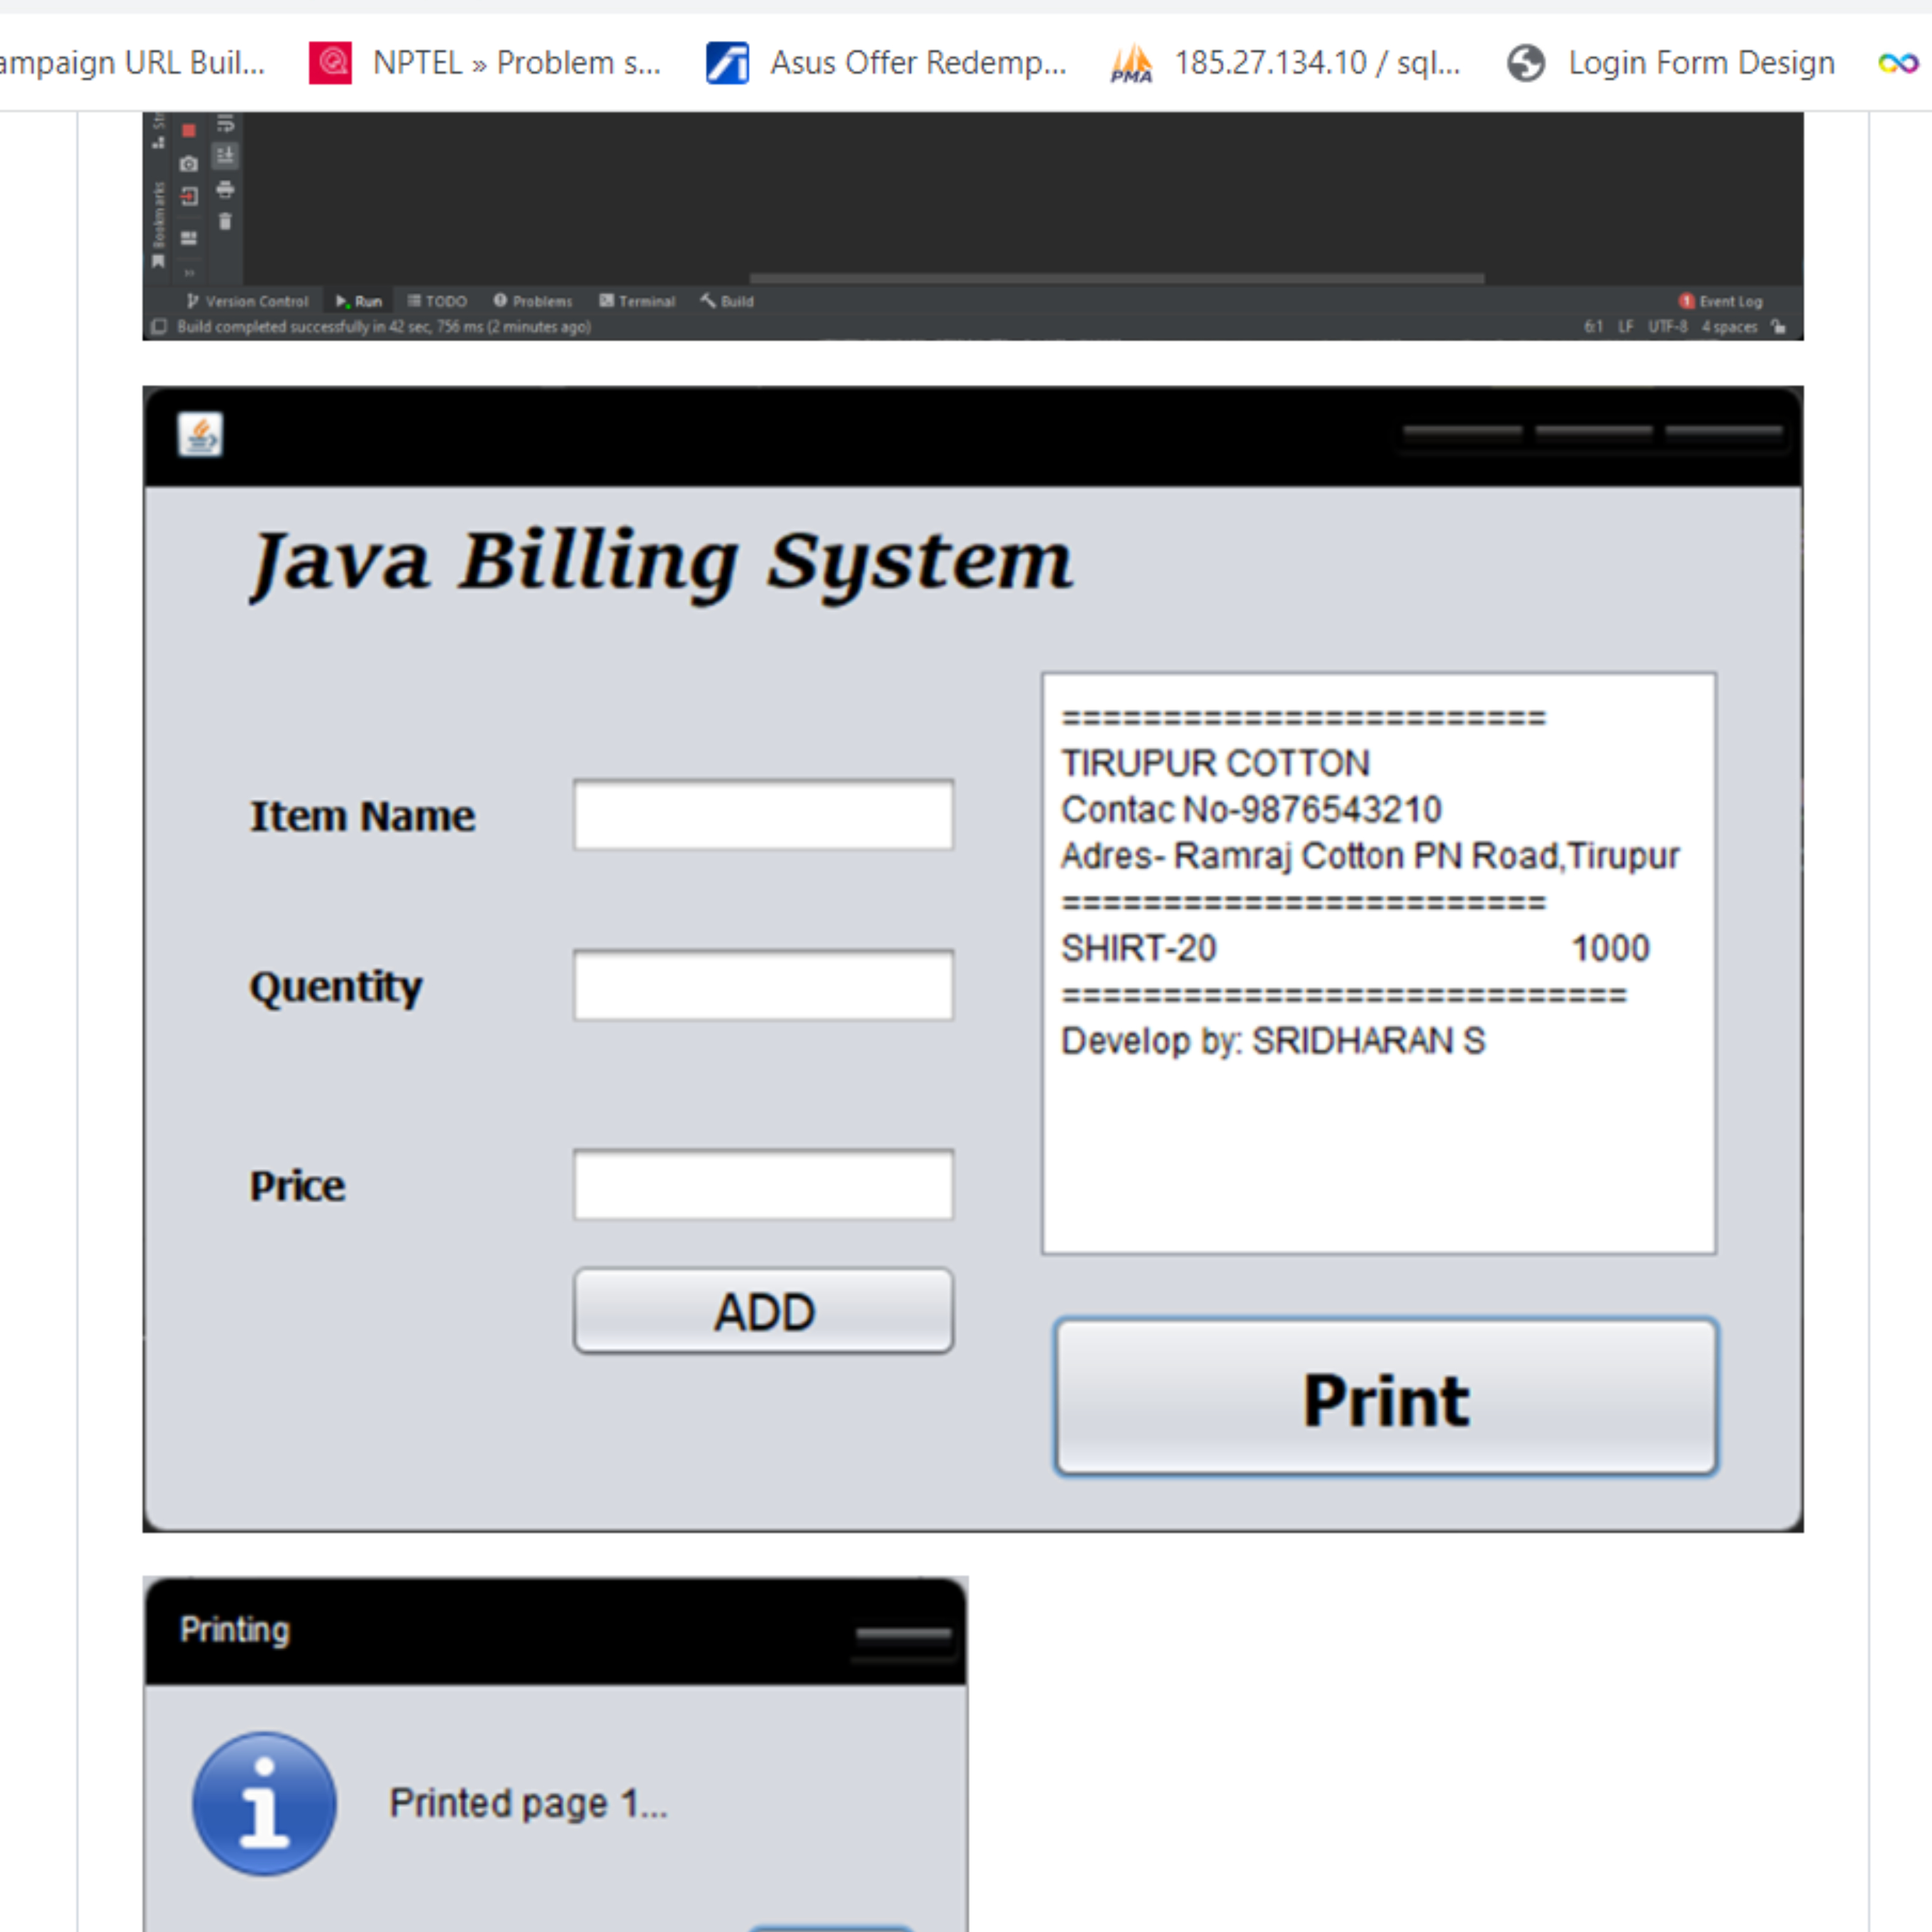 ampaign URL Buil... NPTEL » Problem s... Asus Offer Redemp... PMA 185.27.134.10 / sql... Login Form Design
Bookmarks
Version Control Run TODO Problems Terminal Build 1 Event Log
Build completed successfully in 42 sec, 756 ms (2 minutes ago) 6:1 LF UTF-8 4 spaces
Java Billing System
========================
TIRUPUR COTTON
Contac No-9876543210
Adres- Ramraj Cotton PN Road,Tirupur
========================
SHIRT-20 1000
============================
Develop by: SRIDHARAN S
Item Name
Quentity
Price
ADD
Print
Printing
Printed page 1...